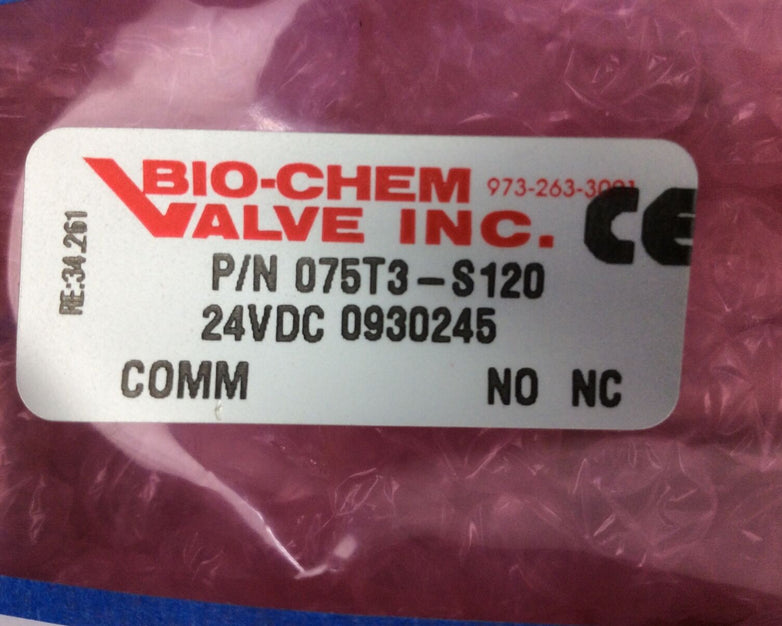 BIO-CHEM 973-263-3001
VALVE INC. CE
RE:34.261
P/N 075T3-S120
24VDC 0930245
COMM NO NC